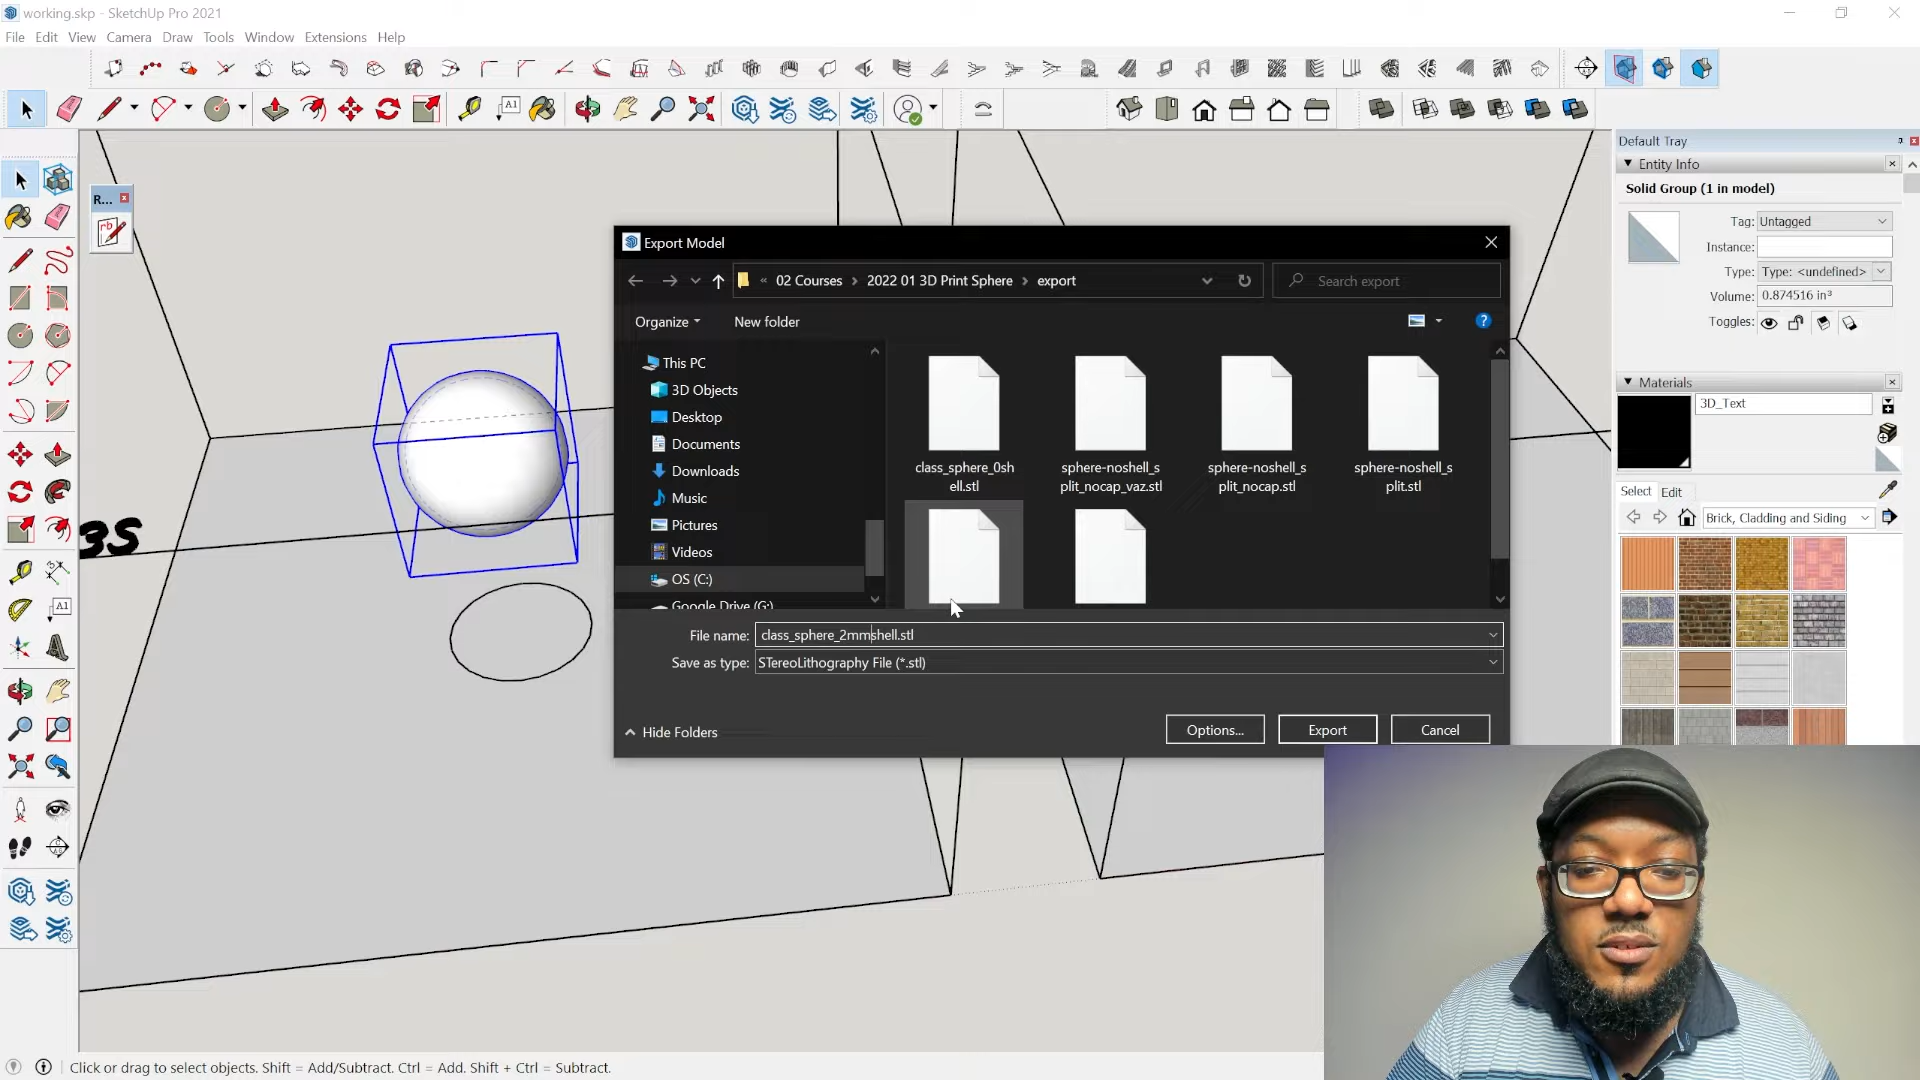 working.skp - SketchUp Pro 2021
File Edit View Camera Draw Tools Window Extensions Help
A1
Default Tray
Entity Info
Solid Group (1 in model)
Tag: Untagged
Instance:
Type: Type: <undefined>
Volume: 0.874516 in³
Toggles:
R...
rb
A1
3S
Export Model
« 02 Courses › 2022 01 3D Print Sphere › export
Search export
Organize
New folder
This PC
3D Objects
Desktop
Documents
Downloads
Music
Pictures
Videos
OS (C:)
Google Drive (G:)
class_sphere_0sh
ell.stl
sphere-noshell_s
plit_nocap_vaz.stl
sphere-noshell_s
plit_nocap.stl
sphere-noshell_s
plit.stl
File name: class_sphere_2mmshell.stl
Save as type: STereoLithography File (*.stl)
Hide Folders
Options...
Export
Cancel
Materials
3D_Text
Select Edit
Brick, Cladding and Siding
Click or drag to select objects. Shift = Add/Subtract. Ctrl = Add. Shift + Ctrl = Subtract.